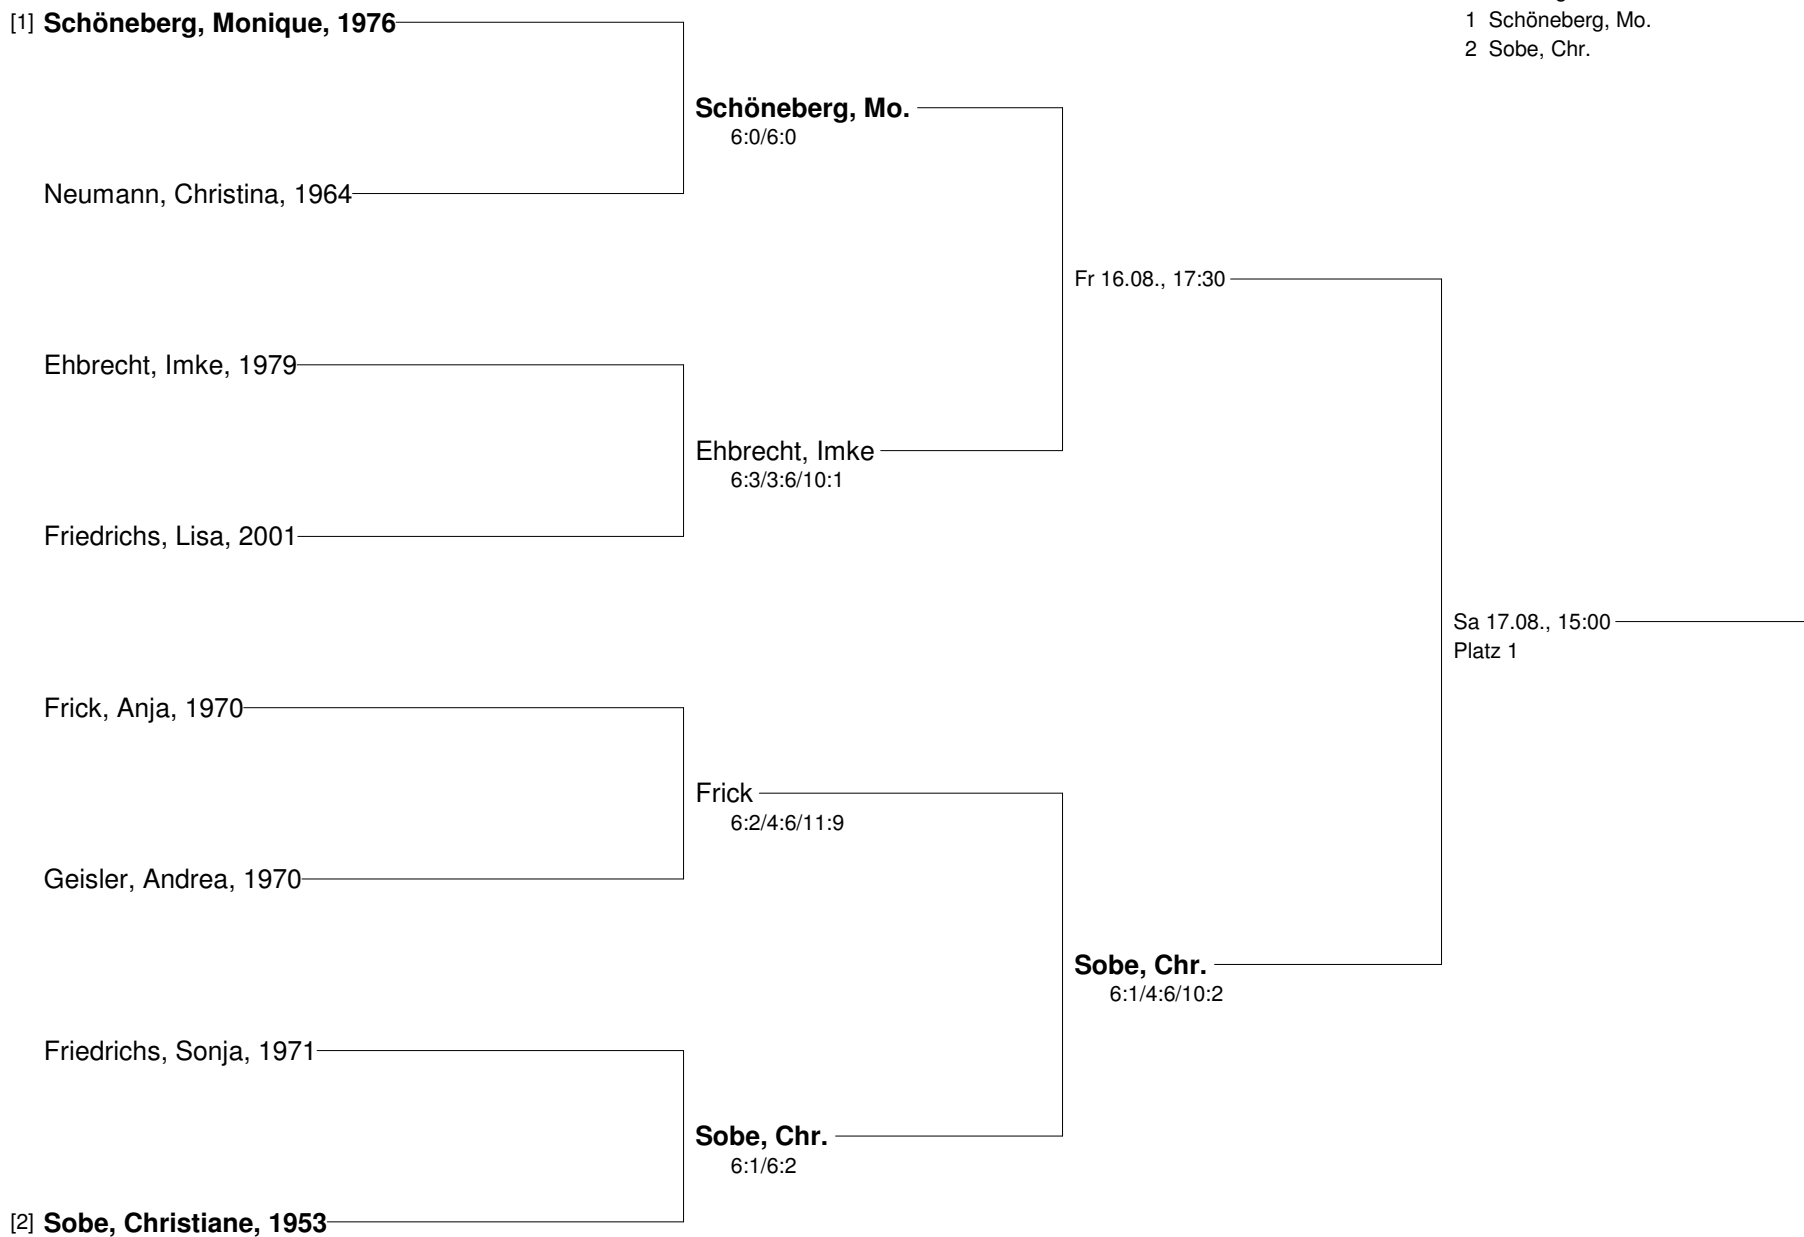 [1] Schöneberg, Monique, 1976
1 Schöneberg, Mo.
2 Sobe, Chr.
Schöneberg, Mo.
6:0/6:0
Neumann, Christina, 1964
Fr 16.08., 17:30
Ehbrecht, Imke, 1979
Ehbrecht, Imke
6:3/3:6/10:1
Friedrichs, Lisa, 2001
Sa 17.08., 15:00
Platz 1
Frick, Anja, 1970
Frick
6:2/4:6/11:9
Geisler, Andrea, 1970
Sobe, Chr.
6:1/4:6/10:2
Friedrichs, Sonja, 1971
Sobe, Chr.
6:1/6:2
[2] Sobe, Christiane, 1953